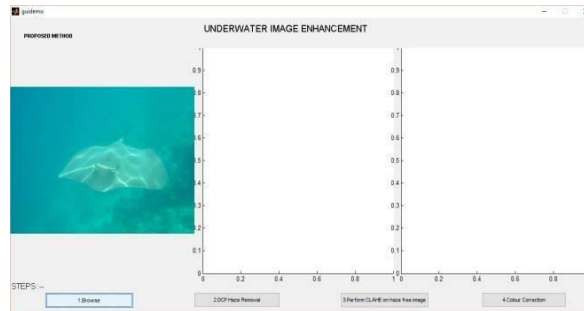 guidemo
UNDERWATER IMAGE ENHANCEMENT
PROPOSED METHOD
0.9
0.8
0.7
0.6
0.5
0.4
0.3
0.2
0.1
0
0 0.2 0.4 0.6 0.8 1
1
0.9
0.8
0.7
0.6
0.5
0.4
0.3
0.2
0.1
0
0.2 0.4 0.6 0.8
STEPS :--
1.Browse
2.DCP Haze Removal
3.Perform CLAHE on haze free image
4.Colour Correction